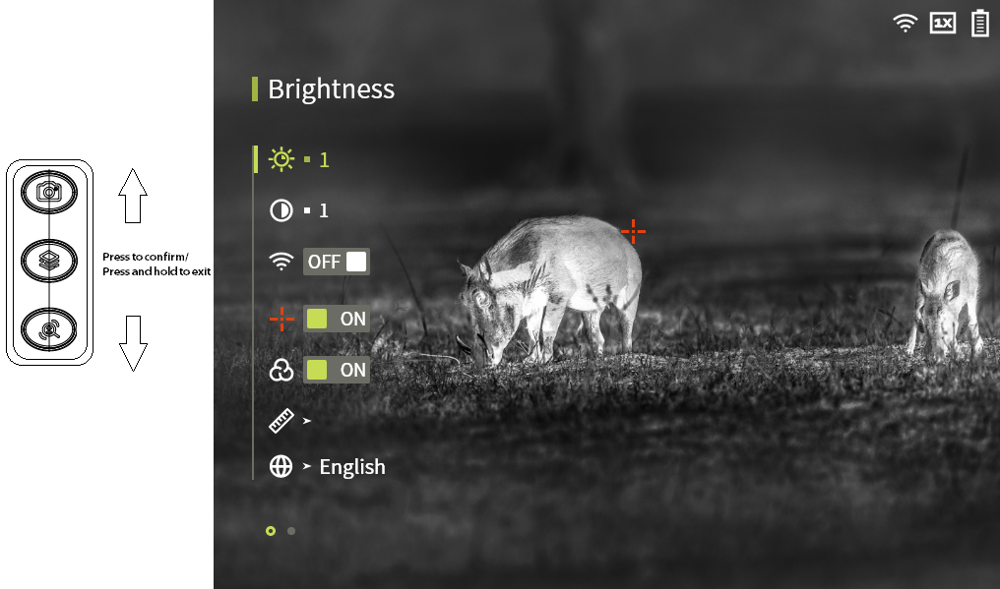 1X
Brightness
1
1
OFF
ON
ON
English
Press to confirm/
Press and hold to exit